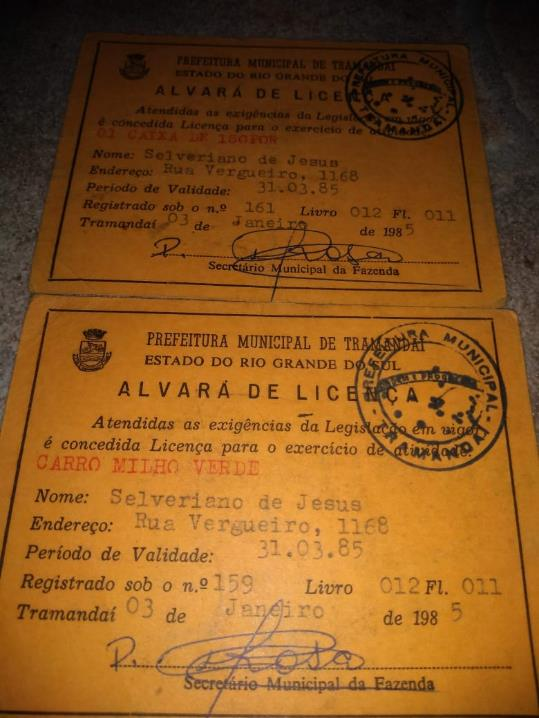 PREFEITURA MUNICIPAL DE TRAMANDAÍ
ESTADO DO RIO GRANDE DO
ALVARÁ DE LICEN
PREFEITURA MUNICIPAL
TRAMANDAÍ
Atendidas as exigências da Legislação em vigor
é concedida Licença para o exercício de
01 CAIXA DE ISOPOR
Nome: Selveriano de Jesus
Endereço: Rua Vergueiro, 1168
Período de Validade: 31.03.85
Registrado sob o n.º 161 Livro 012 Fl. 011
Tramandaí 03 de Janeiro de 1985
P. Rosa
Secretário Municipal da Fazenda
PREFEITURA MUNICIPAL DE TRAMANDAÍ
ESTADO DO RIO GRANDE DO SUL
ALVARÁ DE LICENÇA
PREFEITURA MUNICIPAL
TRAMANDAÍ
Atendidas as exigências da Legislação em vigor
é concedida Licença para o exercício de atividade
CARRO MILHO VERDE
Nome: Selveriano de Jesus
Endereço: Rua Vergueiro, 1168
Período de Validade: 31.03.85
Registrado sob o n.º 159 Livro 012 Fl. 011
Tramandaí 03 de Janeiro de 1985
P. Rosa
Secretário Municipal da Fazenda